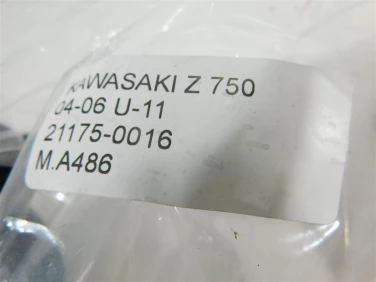 KAWASAKI Z 750
04-06 U-11
21175-0016
M.A486